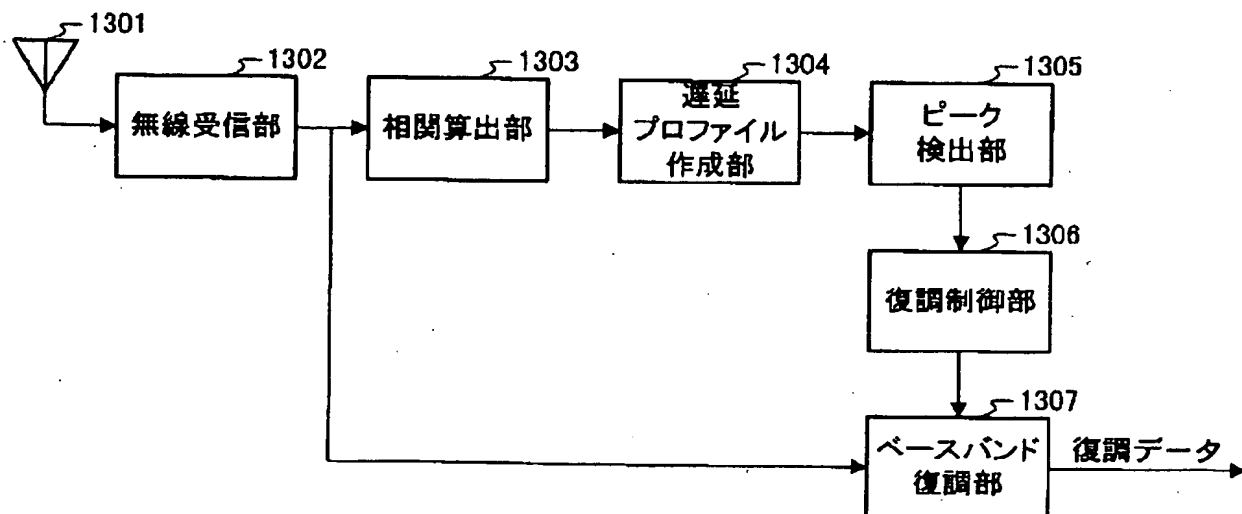 1301
1302
無線受信部
1303
相関算出部
1304
遅延
プロファイル
作成部
1305
ピーク
検出部
1306
復調制御部
1307
ベースバンド
復調部
復調データ